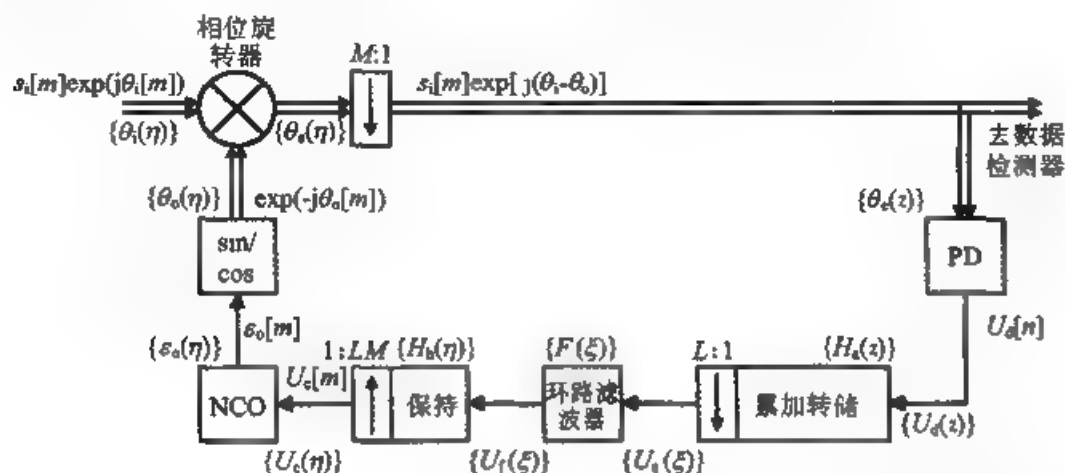 相位旋
转器
M:1
s_i[m]exp(jθ_i[m])
s_i[m]exp[ j(θ_i-θ_o)]
{θ_i(η)}
{θ_e(η)}
去数据
检测器
{θ_o(η)}
exp(-jθ_o[m])
{θ_e(z)}
sin/
cos
PD
ε_o[m]
U_d[n]
{ε_o(η)}
1:LM
{H_h(η)}
{F(ξ)}
L:1
{H_a(z)}
U_c[m]
NCO
保持
环路滤
波器
累加转储
{U_d(z)}
{U_c(η)}
{U_f(ξ)}
{U_a(ξ)}